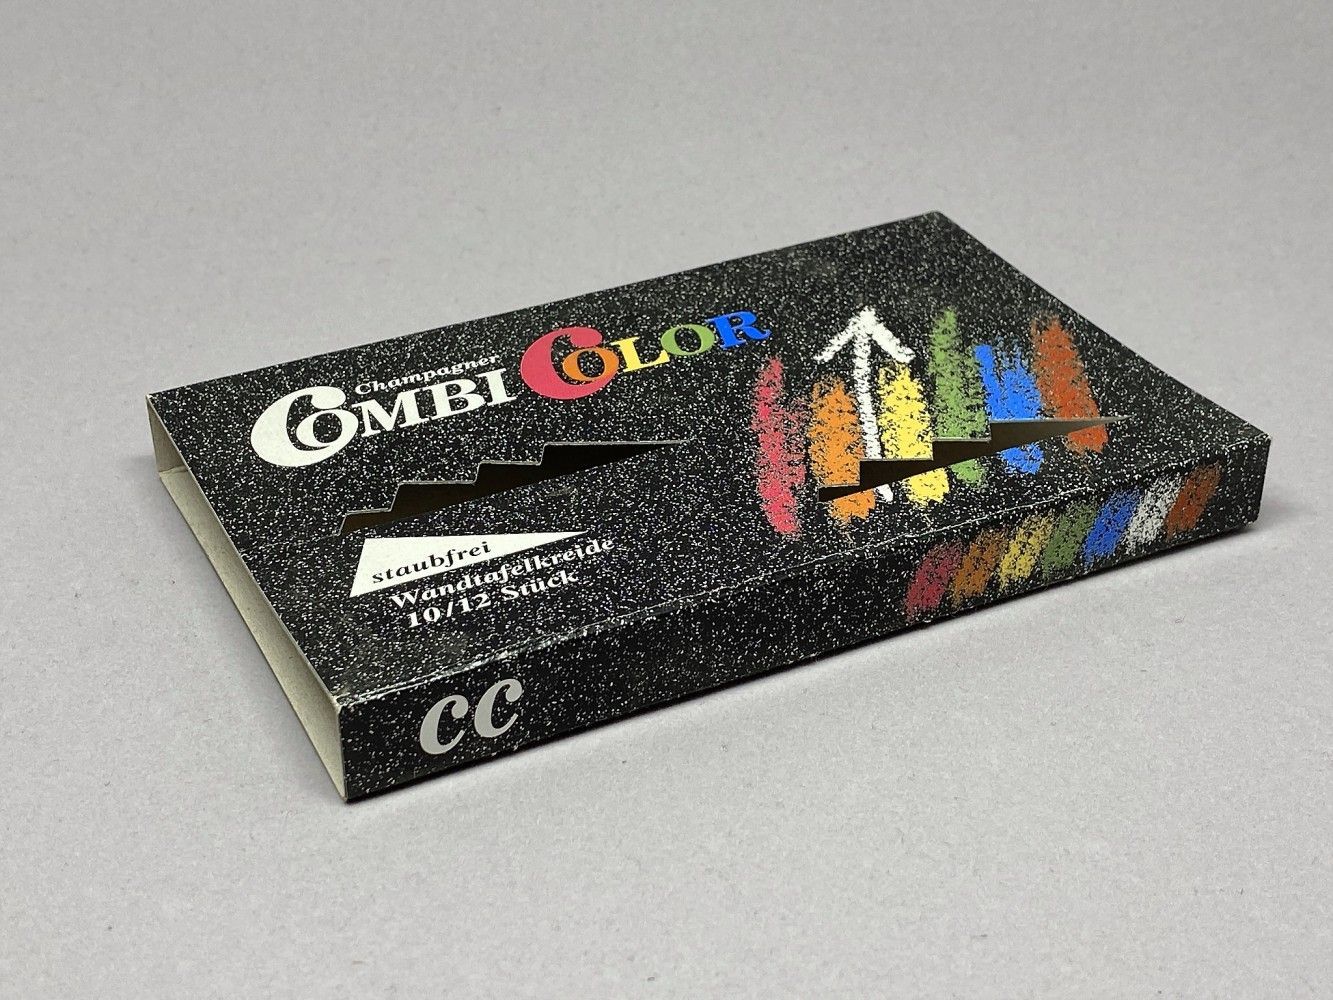 Champagner
COMBI COLOR
staubfrei
Wandtafelkreide
10/12 Stück
CC